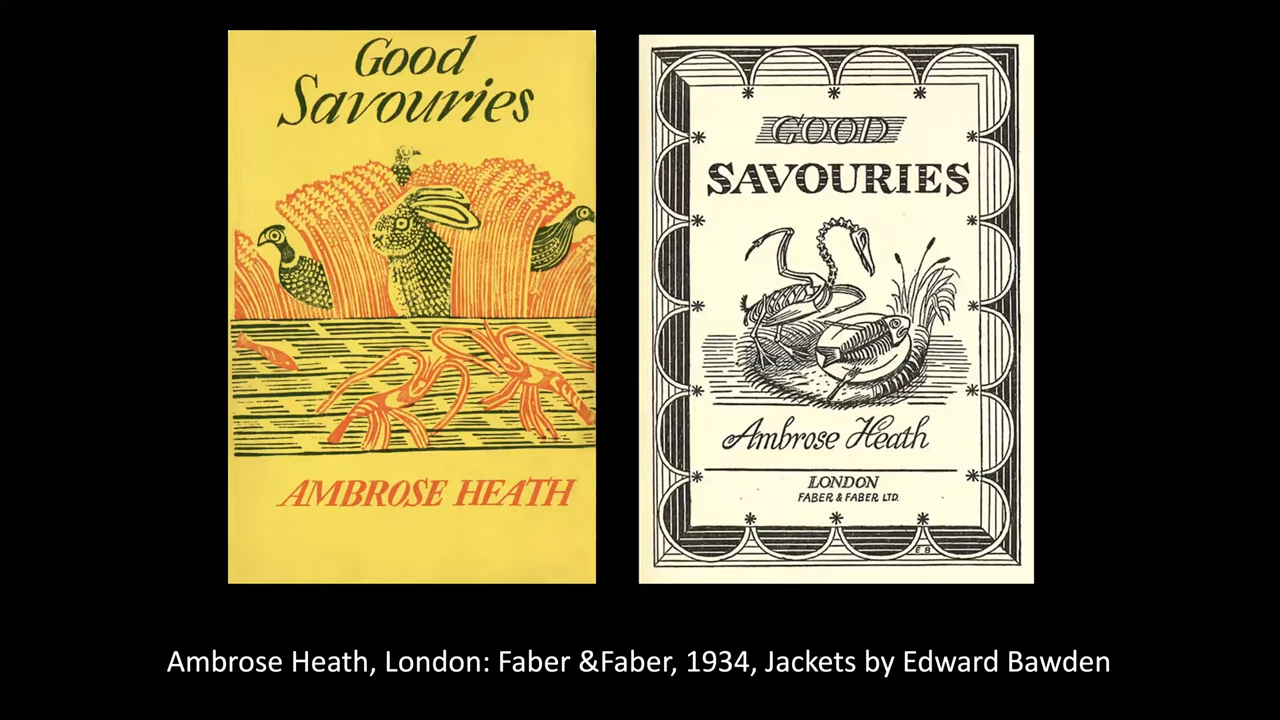 Good
Savouries
AMBROSE HEATH
GOOD
SAVOURIES
Ambrose Heath
LONDON
FABER & FABER LTD.
E B
Ambrose Heath, London: Faber &Faber, 1934, Jackets by Edward Bawden